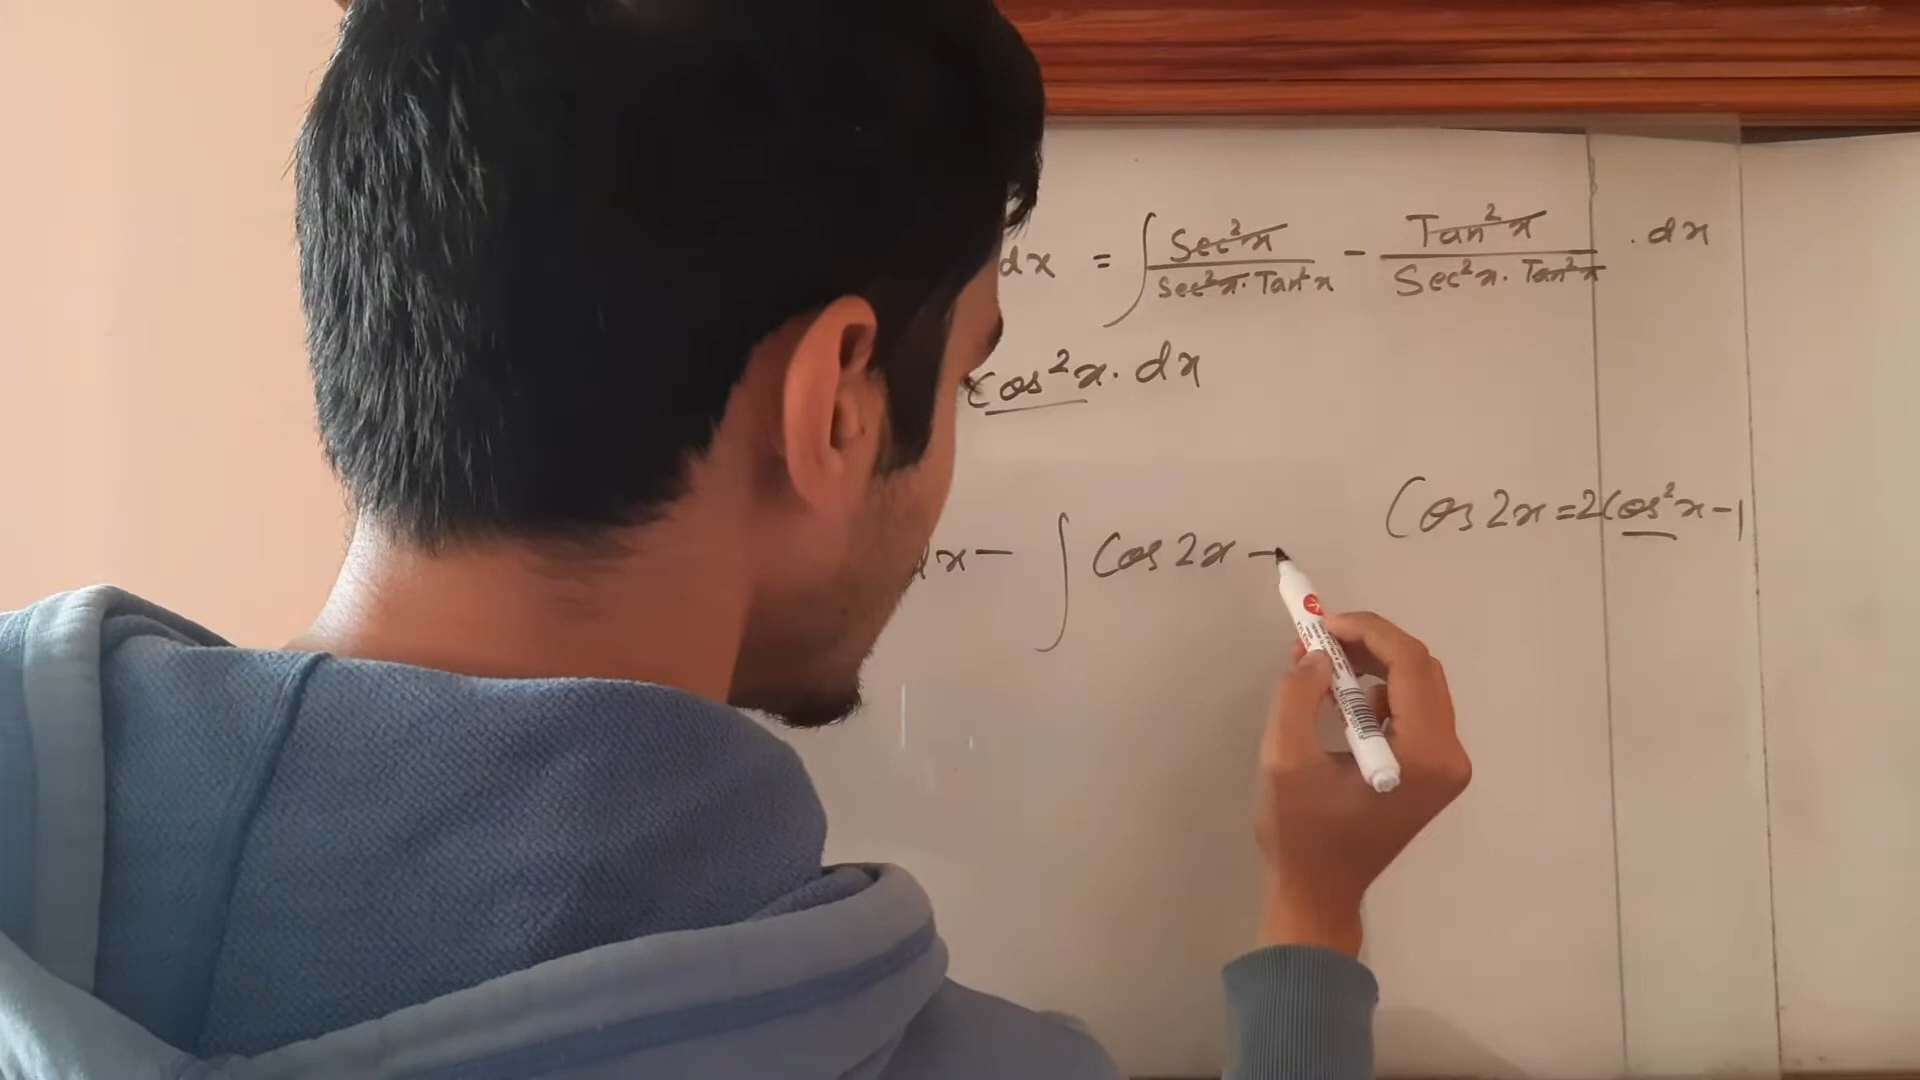 dx = ∫ Sec²x / Sec²x · Tan²x - Tan²x / Sec²x · Tan²x . dx
Cos²x . dx
Cos 2x = 2Cos²x - 1
dx - ∫ Cos 2x -